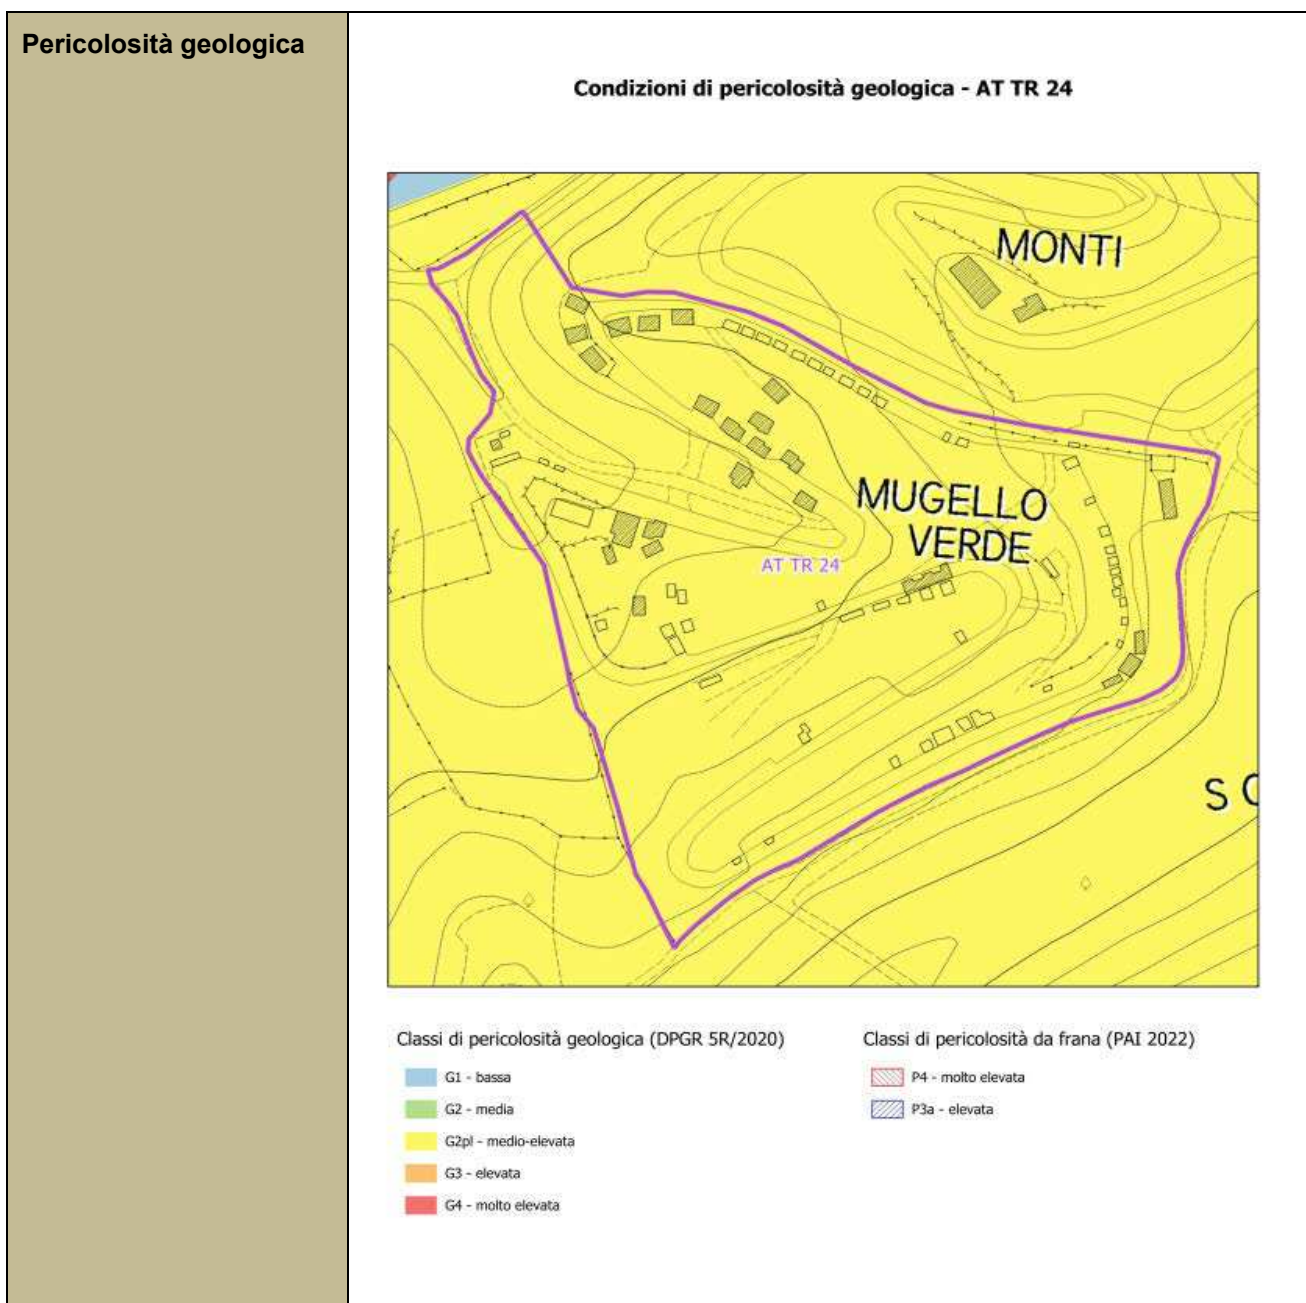 Pericolosità geologica
Condizioni di pericolosità geologica - AT TR 24
MONTI
MUGELLO
VERDE
AT TR 24
S
Classi di pericolosità geologica (DPGR 5R/2020)
G1 - bassa
G2 - media
G2pl - medio-elevata
G3 - elevata
G4 - molto elevata
Classi di pericolosità da frana (PAI 2022)
P4 - molto elevata
P3a - elevata